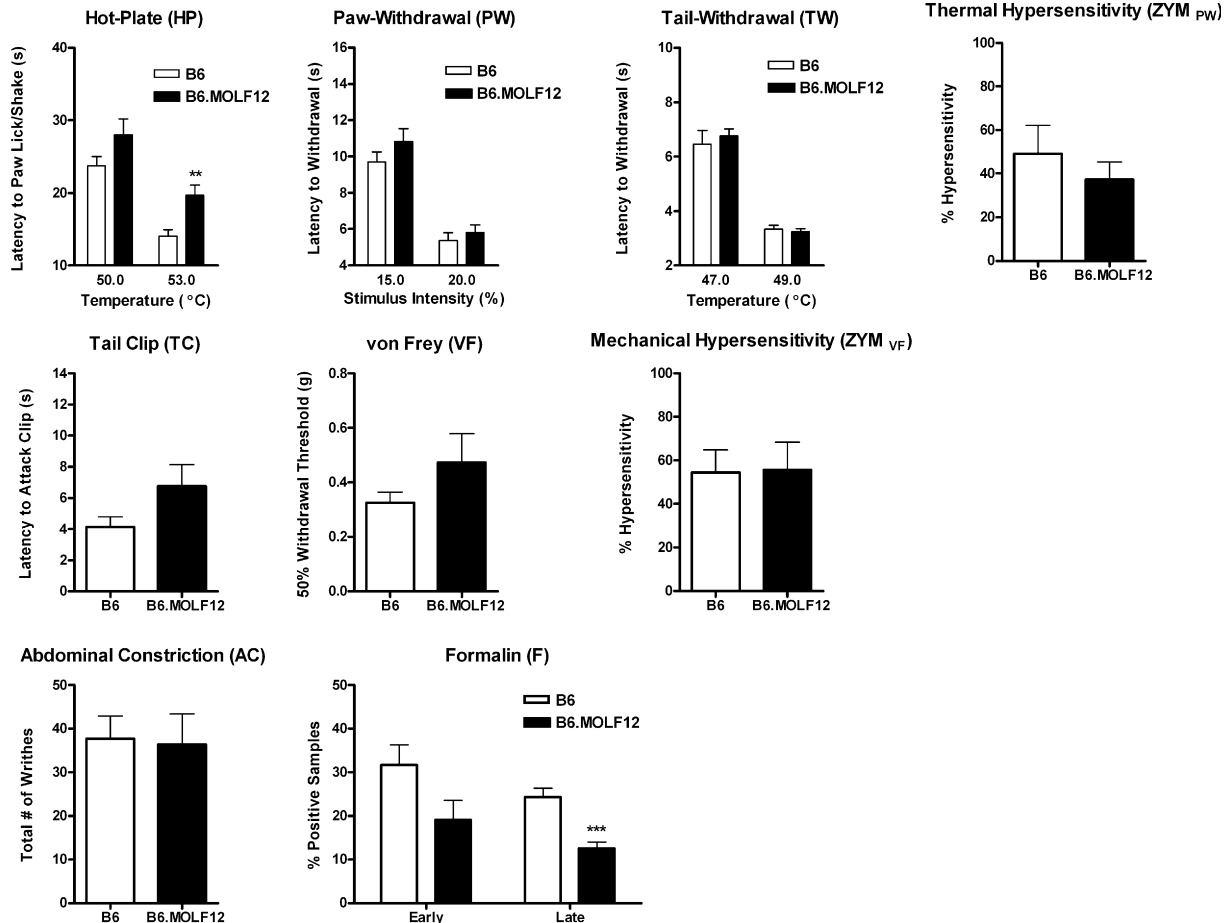 Hot-Plate (HP)
Latency to Paw Lick/Shake (s)
40
30
20
10
B6
B6.MOLF12
**
50.0 53.0
Temperature ( °C)
Paw-Withdrawal (PW)
Latency to Withdrawal (s)
16
14
12
10
8
6
4
B6
B6.MOLF12
15.0 20.0
Stimulus Intensity (%)
Tail-Withdrawal (TW)
Latency to Withdrawal (s)
10
8
6
4
2
B6
B6.MOLF12
47.0 49.0
Temperature ( °C)
Thermal Hypersensitivity (ZYM PW)
% Hypersensitivity
100
80
60
40
20
0
B6 B6.MOLF12
Tail Clip (TC)
Latency to Attack Clip (s)
14
12
10
8
6
4
2
0
B6 B6.MOLF12
von Frey (VF)
50% Withdrawal Threshold (g)
0.8
0.6
0.4
0.2
0.0
B6 B6.MOLF12
Mechanical Hypersensitivity (ZYM VF)
% Hypersensitivity
100
80
60
40
20
0
B6 B6.MOLF12
Abdominal Constriction (AC)
Total # of Writhes
50
40
30
20
10
0
B6 B6.MOLF12
Formalin (F)
% Positive Samples
50
40
30
20
10
0
B6
B6.MOLF12
***
Early Late